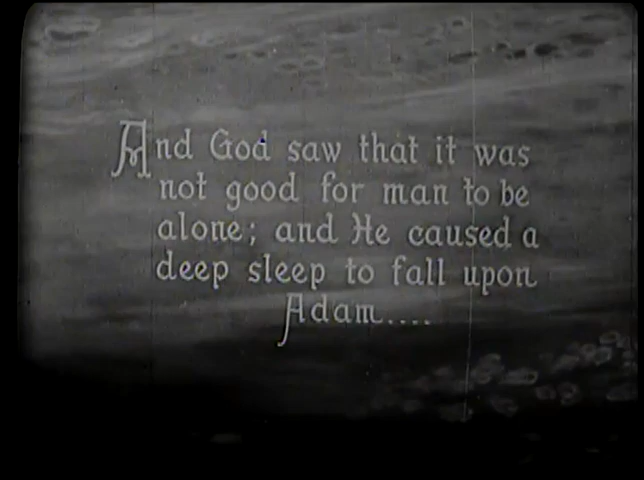 And God saw that it was
not good for man to be
alone; and He caused a
deep sleep to fall upon
Adam....